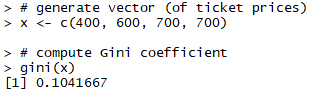 > # generate vector (of ticket prices)
> x <- c(400, 600, 700, 700)
> # compute Gini coefficient
> gini(x)
[1] 0.1041667